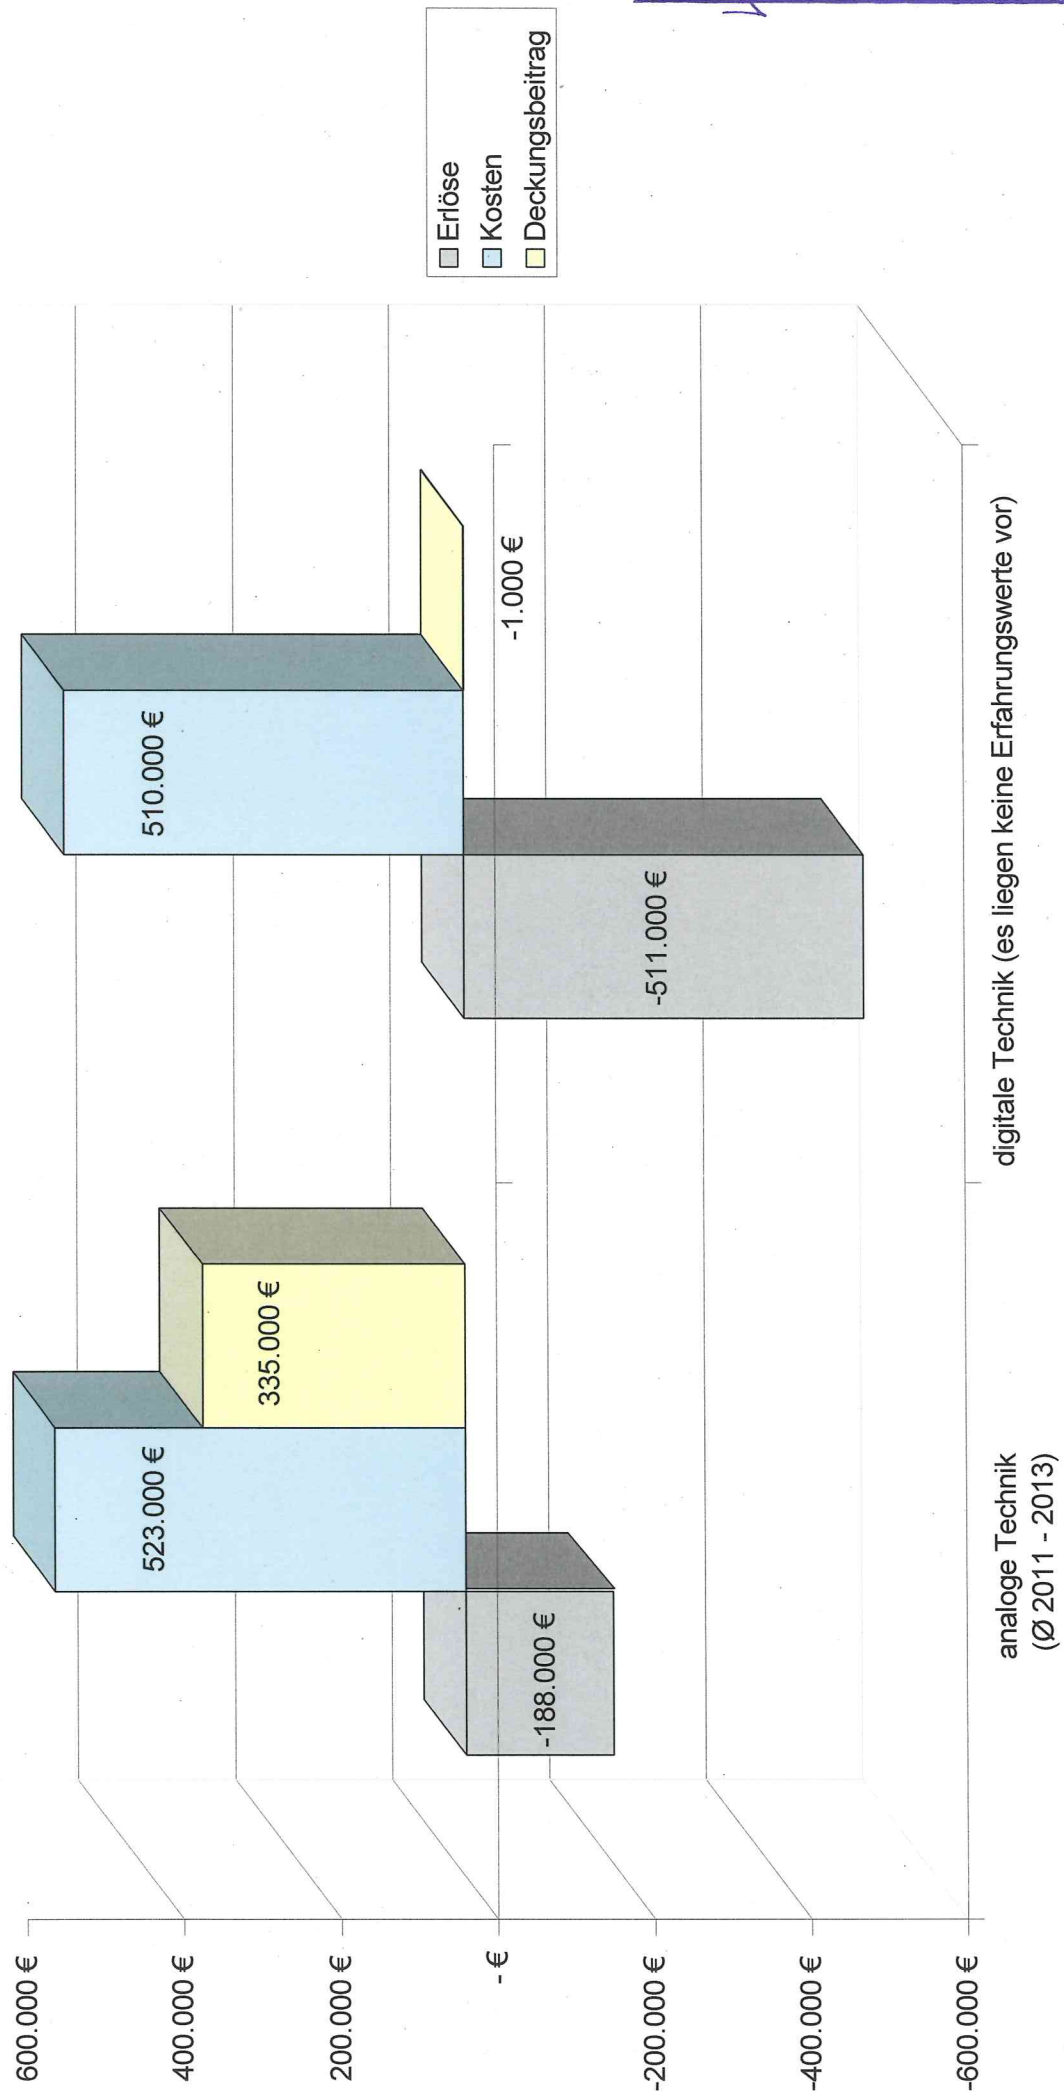 600.000 €
400.000 €
200.000 €
- €
-200.000 €
-400.000 €
-600.000 €
523.000 €
335.000 €
-188.000 €
510.000 €
-1.000 €
-511.000 €
analoge Technik
(Ø 2011 - 2013)
digitale Technik (es liegen keine Erfahrungswerte vor)
Erlöse
Kosten
Deckungsbeitrag